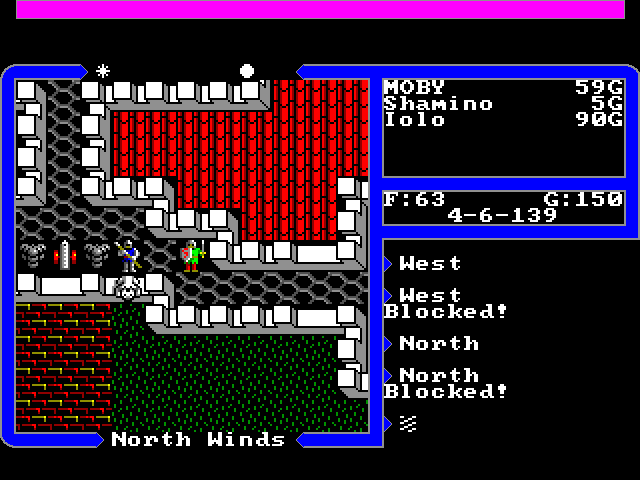 MOBY 59G
Shamino 5G
Iolo 90G
F:63 G:150
4-6-139
West
West
Blocked!
North
North
Blocked!
North Winds